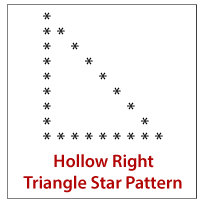 *
* *
*   *
*     *
*       *
*         *
*           *
*             *
* * * * * * * * *
Hollow Right
Triangle Star Pattern